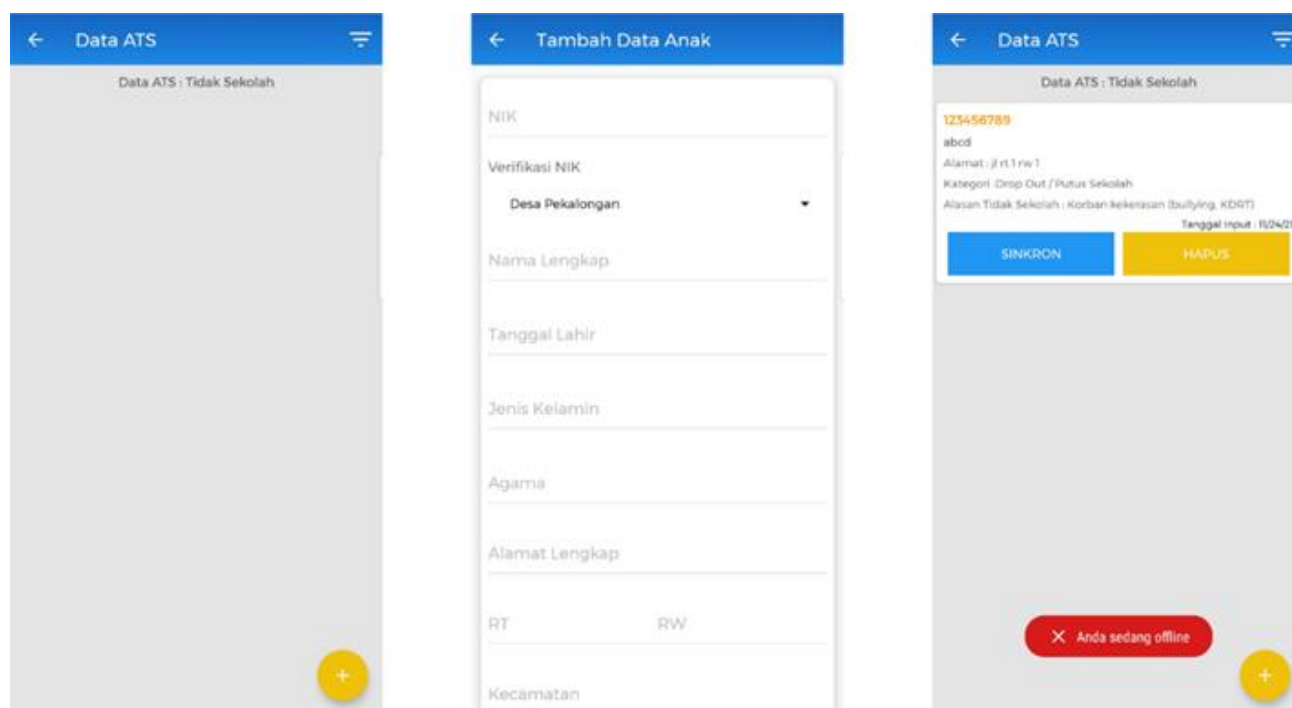 Data ATS
Data ATS : Tidak Sekolah
Tambah Data Anak
NIK
Verifikasi NIK
Desa Pekalongan
Nama Lengkap
Tanggal Lahir
Jenis Kelamin
Agama
Alamat Lengkap
RT RW
Kecamatan
Data ATS
Data ATS : Tidak Sekolah
123456789
abcd
Alamat : jl rt.1 rw 1
Kategori :Drop Out / Putus Sekolah
Alasan Tidak Sekolah : Korban kekerasan (bullying, KDRT)
Tanggal Input : 11/24/21
SINKRON HAPUS
Anda sedang offline